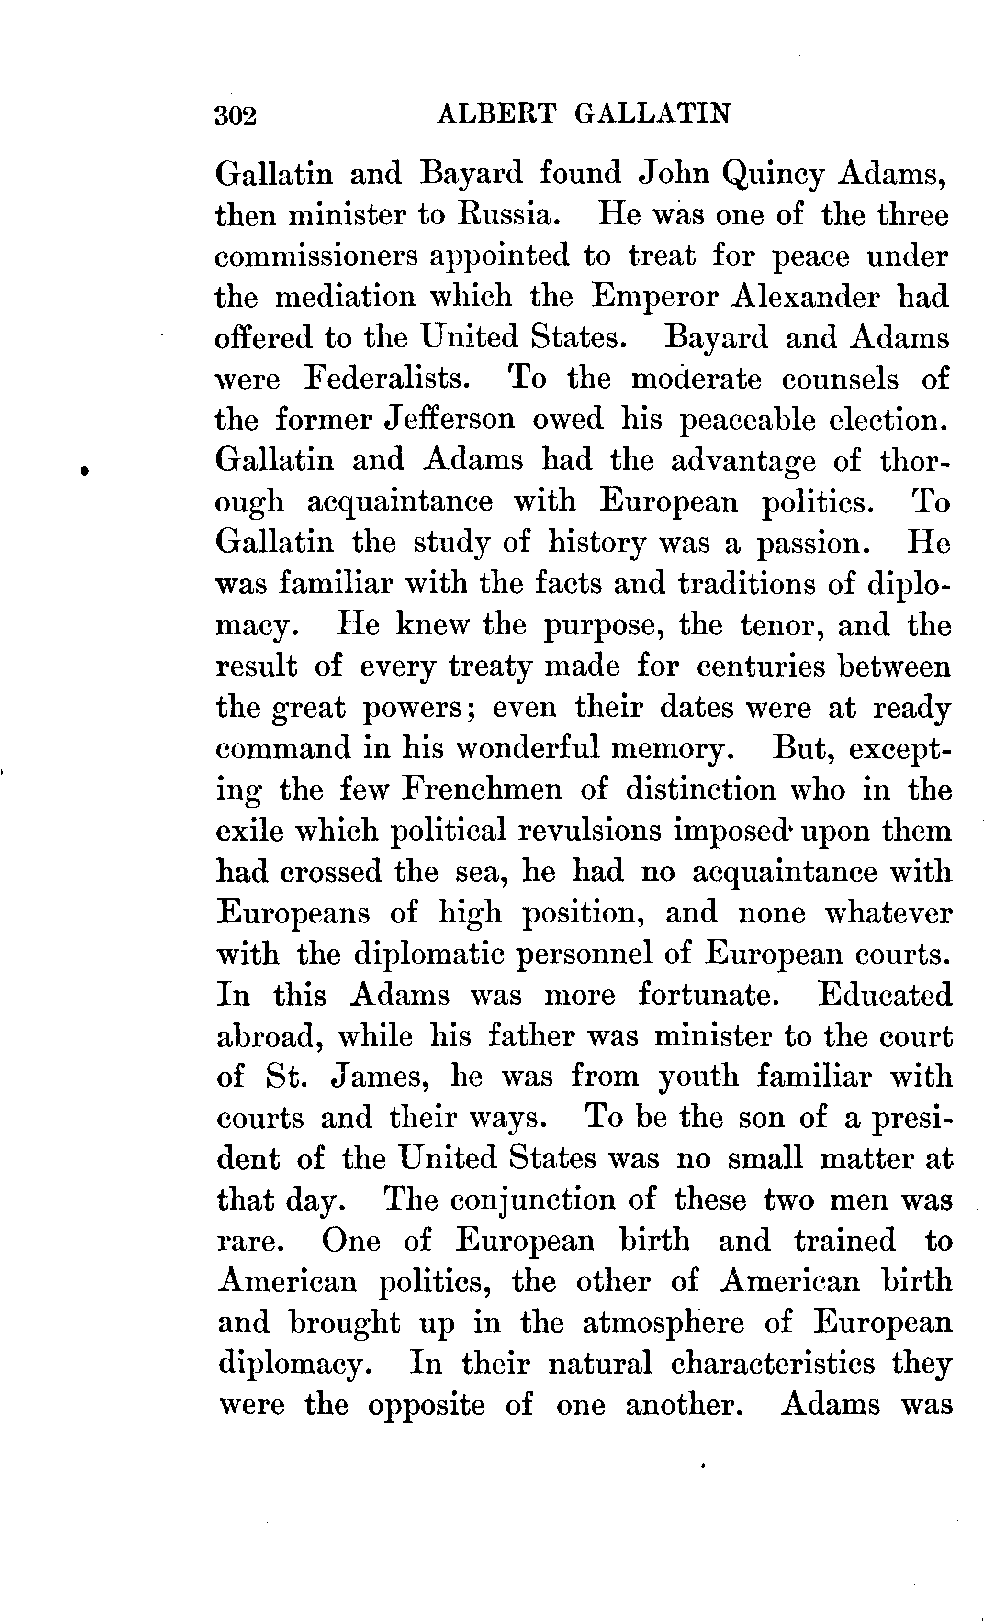 302 ALBERT GALLATIN
Gallatin and Bayard found John Quincy Adams,
then minister to Russia. He was one of the three
commissioners appointed to treat for peace under
the mediation which the Emperor Alexander had
offered to the United States. Bayard and Adams
were Federalists. To the moderate counsels of
the former Jefferson owed his peaceable election.
Gallatin and Adams had the advantage of thor-
ough acquaintance with European politics. To
Gallatin the study of history was a passion. He
was familiar with the facts and traditions of diplo-
macy. He knew the purpose, the tenor, and the
result of every treaty made for centuries between
the great powers; even their dates were at ready
command in his wonderful memory. But, except-
ing the few Frenchmen of distinction who in the
exile which political revulsions imposed upon them
had crossed the sea, he had no acquaintance with
Europeans of high position, and none whatever
with the diplomatic personnel of European courts.
In this Adams was more fortunate. Educated
abroad, while his father was minister to the court
of St. James, he was from youth familiar with
courts and their ways. To be the son of a presi-
dent of the United States was no small matter at
that day. The conjunction of these two men was
rare. One of European birth and trained to
American politics, the other of American birth
and brought up in the atmosphere of European
diplomacy. In their natural characteristics they
were the opposite of one another. Adams was